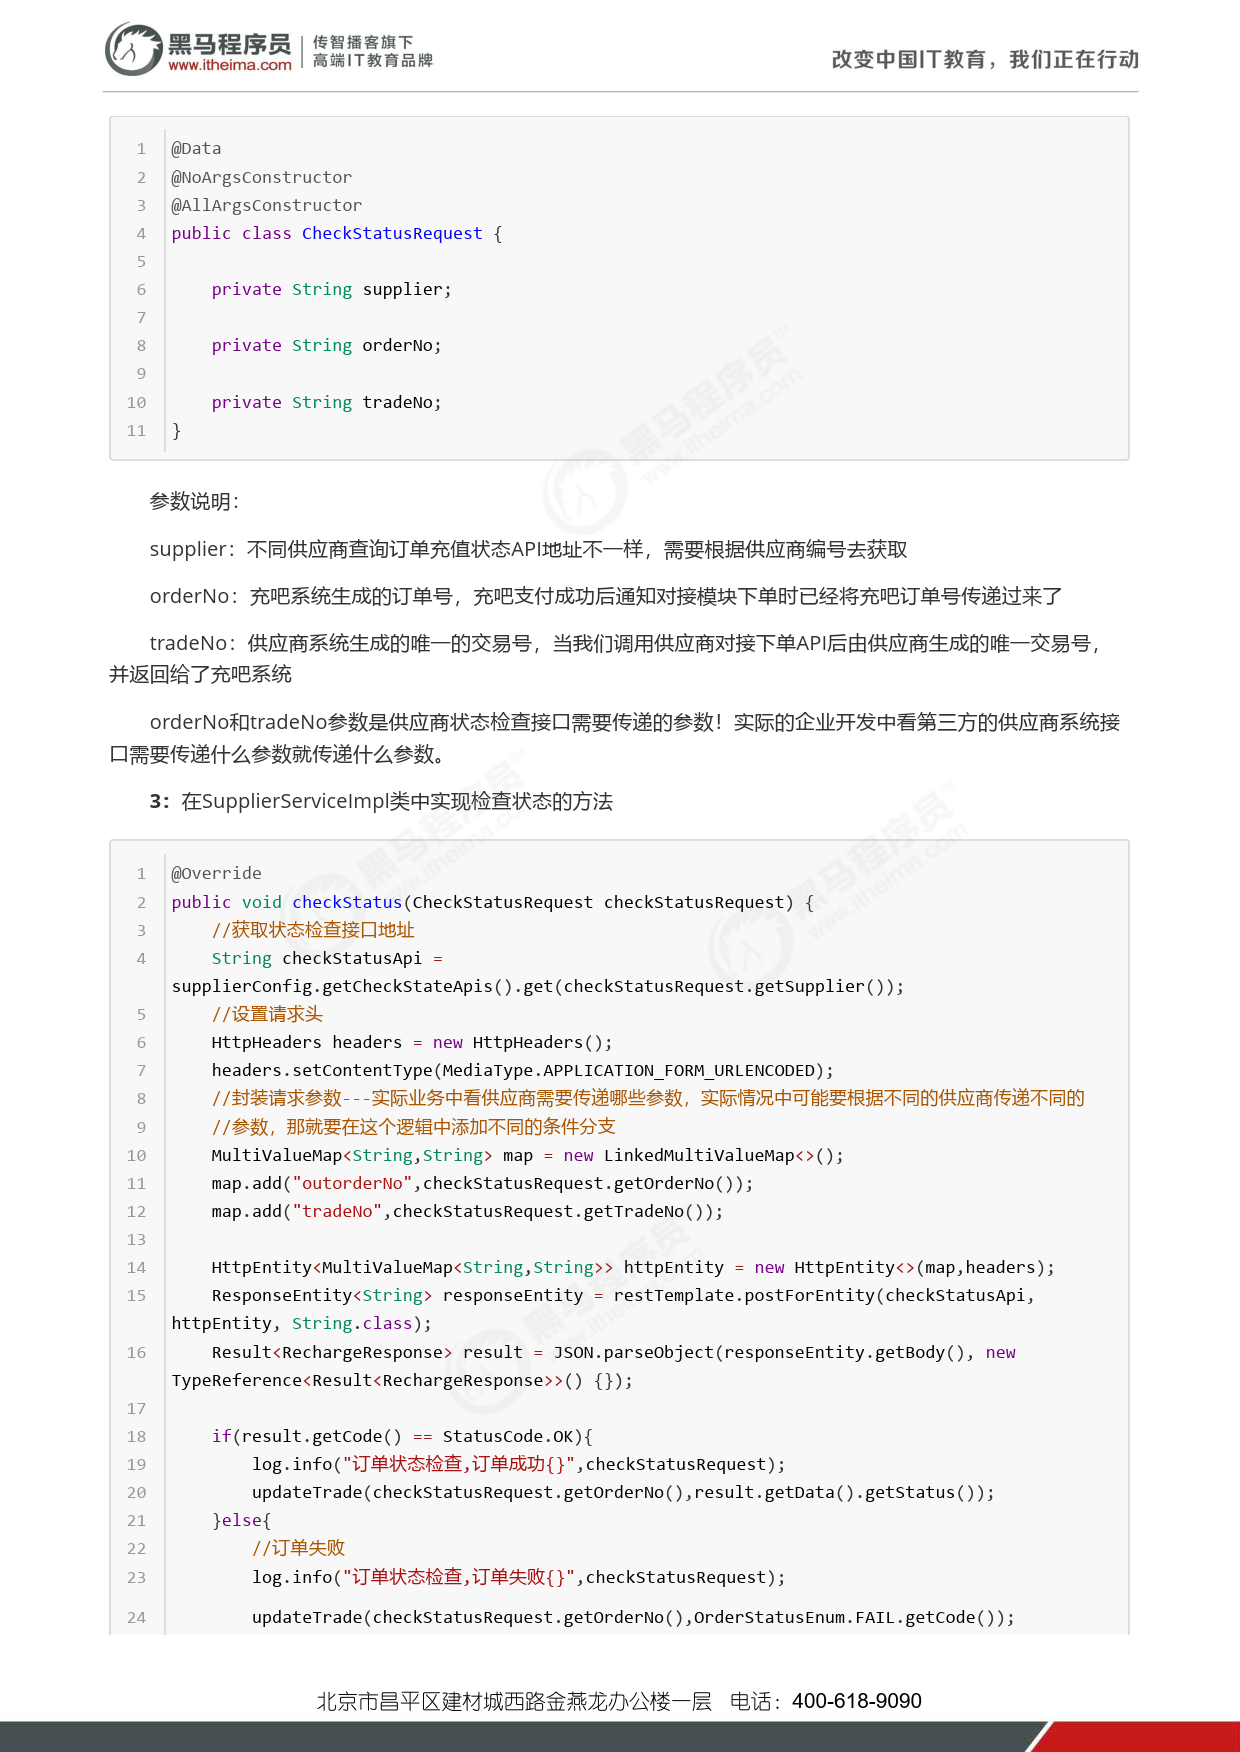 黑马程序员
www.itheima.com
传智播客旗下
高端IT教育品牌
改变中国IT教育，我们正在行动
1 @Data
2 @NoArgsConstructor
3 @AllArgsConstructor
4 public class CheckStatusRequest {
5
6     private String supplier;
7
8     private String orderNo;
9
10     private String tradeNo;
11 }
参数说明：
supplier：不同供应商查询订单充值状态API地址不一样，需要根据供应商编号去获取
orderNo：充吧系统生成的订单号，充吧支付成功后通知对接模块下单时已经将充吧订单号传递过来了
tradeNo：供应商系统生成的唯一的交易号，当我们调用供应商对接下单API后由供应商生成的唯一交易号，
并返回给了充吧系统
orderNo和tradeNo参数是供应商状态检查接口需要传递的参数！实际的企业开发中看第三方的供应商系统接
口需要传递什么参数就传递什么参数。
3：在SupplierServiceImpl类中实现检查状态的方法
1 @Override
2 public void checkStatus(CheckStatusRequest checkStatusRequest) {
3     //获取状态检查接口地址
4     String checkStatusApi =
supplierConfig.getCheckStateApis().get(checkStatusRequest.getSupplier());
5     //设置请求头
6     HttpHeaders headers = new HttpHeaders();
7     headers.setContentType(MediaType.APPLICATION_FORM_URLENCODED);
8     //封装请求参数---实际业务中看供应商需要传递哪些参数，实际情况中可能要根据不同的供应商传递不同的
9     //参数，那就要在这个逻辑中添加不同的条件分支
10     MultiValueMap<String,String> map = new LinkedMultiValueMap<>();
11     map.add("outorderNo",checkStatusRequest.getOrderNo());
12     map.add("tradeNo",checkStatusRequest.getTradeNo());
13
14     HttpEntity<MultiValueMap<String,String>> httpEntity = new HttpEntity<>(map,headers);
15     ResponseEntity<String> responseEntity = restTemplate.postForEntity(checkStatusApi,
httpEntity, String.class);
16     Result<RechargeResponse> result = JSON.parseObject(responseEntity.getBody(), new
TypeReference<Result<RechargeResponse>>() {});
17
18     if(result.getCode() == StatusCode.OK){
19         log.info("订单状态检查,订单成功{}",checkStatusRequest);
20         updateTrade(checkStatusRequest.getOrderNo(),result.getData().getStatus());
21     }else{
22         //订单失败
23         log.info("订单状态检查,订单失败{}",checkStatusRequest);
24         updateTrade(checkStatusRequest.getOrderNo(),OrderStatusEnum.FAIL.getCode());
北京市昌平区建材城西路金燕龙办公楼一层 电话：400-618-9090